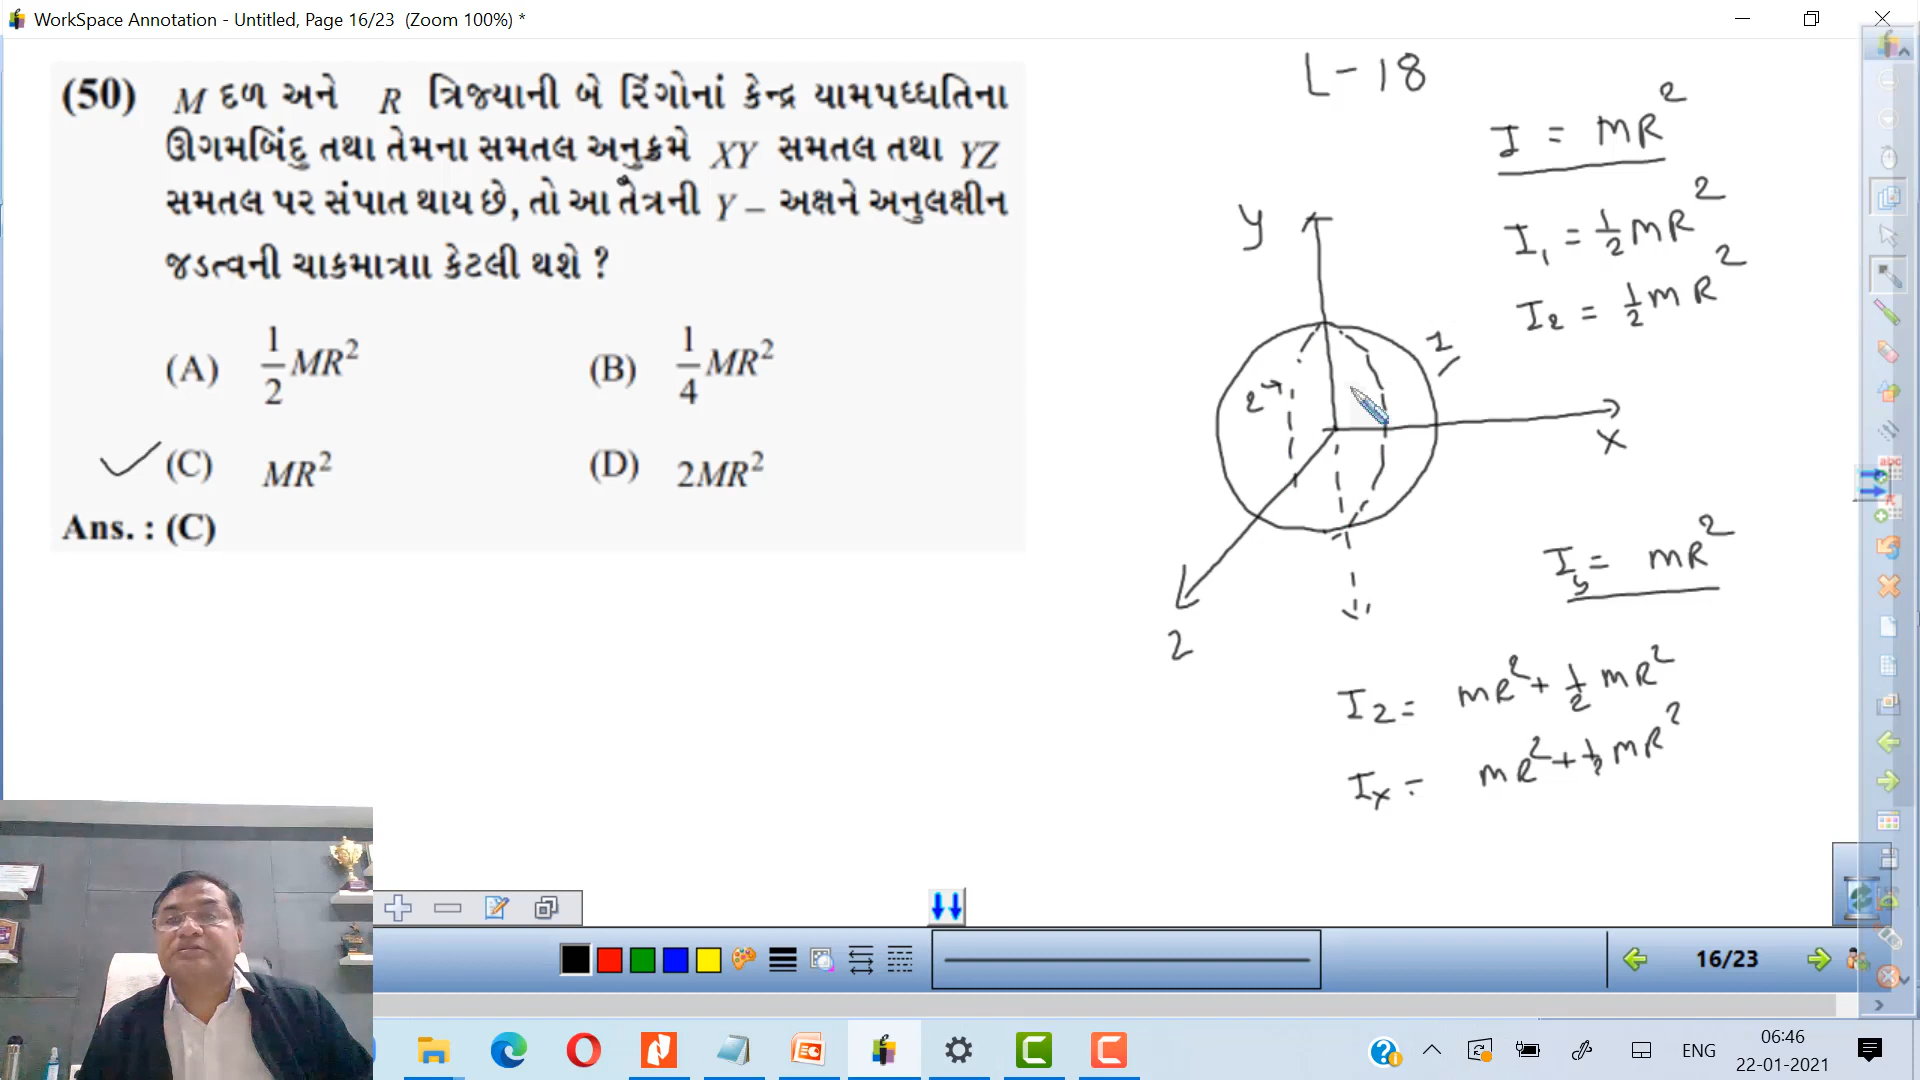 WorkSpace Annotation - Untitled, Page 16/23 (Zoom 100%) *
(50) M દળ અને R ત્રિજ્યાની બે રિંગોનાં કેન્દ્ર યામપધ્ધતિના
ઊગમબિંદુ તથા તેમના સમતલ અનુક્રમે XY સમતલ તથા YZ
સમતલ પર સંપાત થાય છે, તો આ તૈત્રની Y – અક્ષને અનુલક્ષીન
જડત્વની ચાકમાત્રાા કેટલી થશે ?
(A) 1/2 MR² (B) 1/4 MR²
(C) MR² (D) 2MR²
Ans. : (C)
L-18
I = MR²
I₁ = ½MR²
I₂ = ½MR²
y
1
2
x
z
Iy = MR²
Iz = MR² + ½MR²
Ix = MR² + ½MR²
16/23
ENG
06:46
22-01-2021